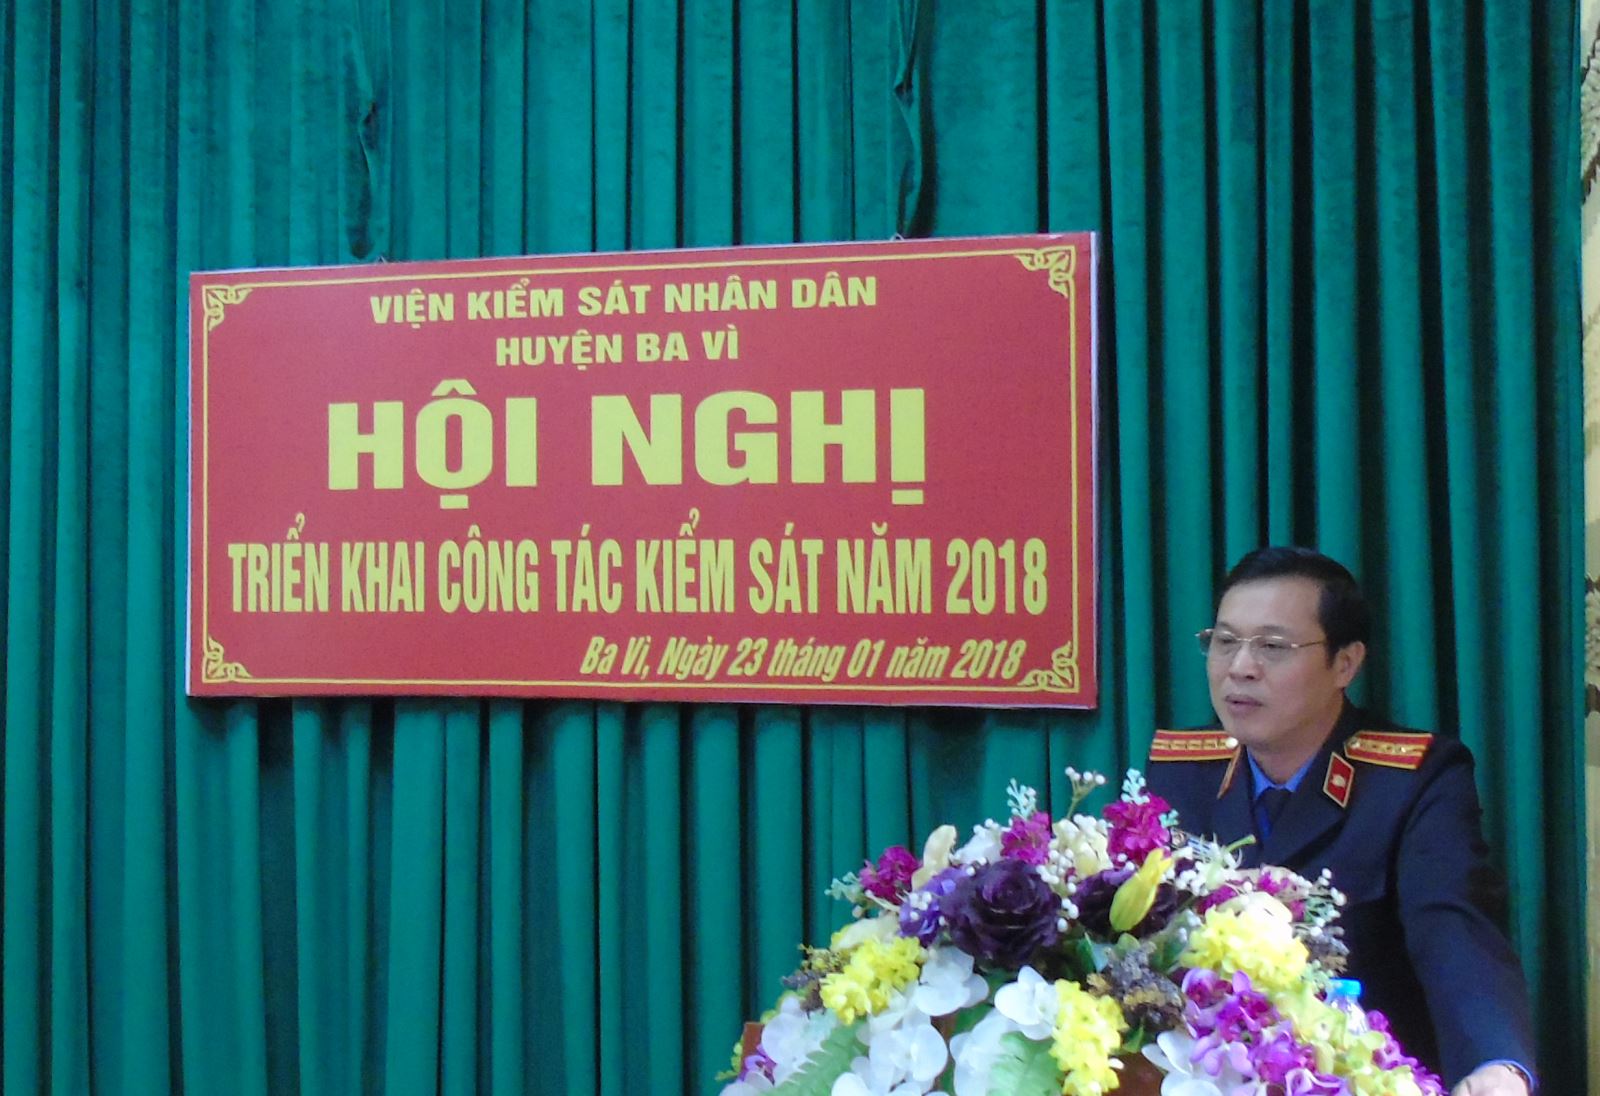 VIỆN KIỂM SÁT NHÂN DÂN
HUYỆN BA VÌ
HỘI NGHỊ
TRIỂN KHAI CÔNG TÁC KIỂM SÁT NĂM 2018
Ba Vì, Ngày 23 tháng 01 năm 2018